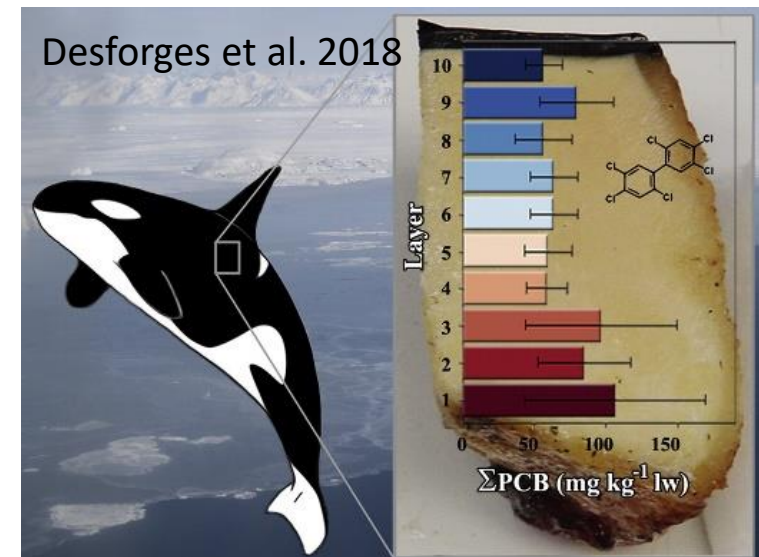 Desforges et al. 2018
Layer
10
9
8
7
6
5
4
3
2
1
0 50 100 150
ΣPCB (mg kg⁻¹ lw)
Cl Cl
Cl Cl
Cl Cl